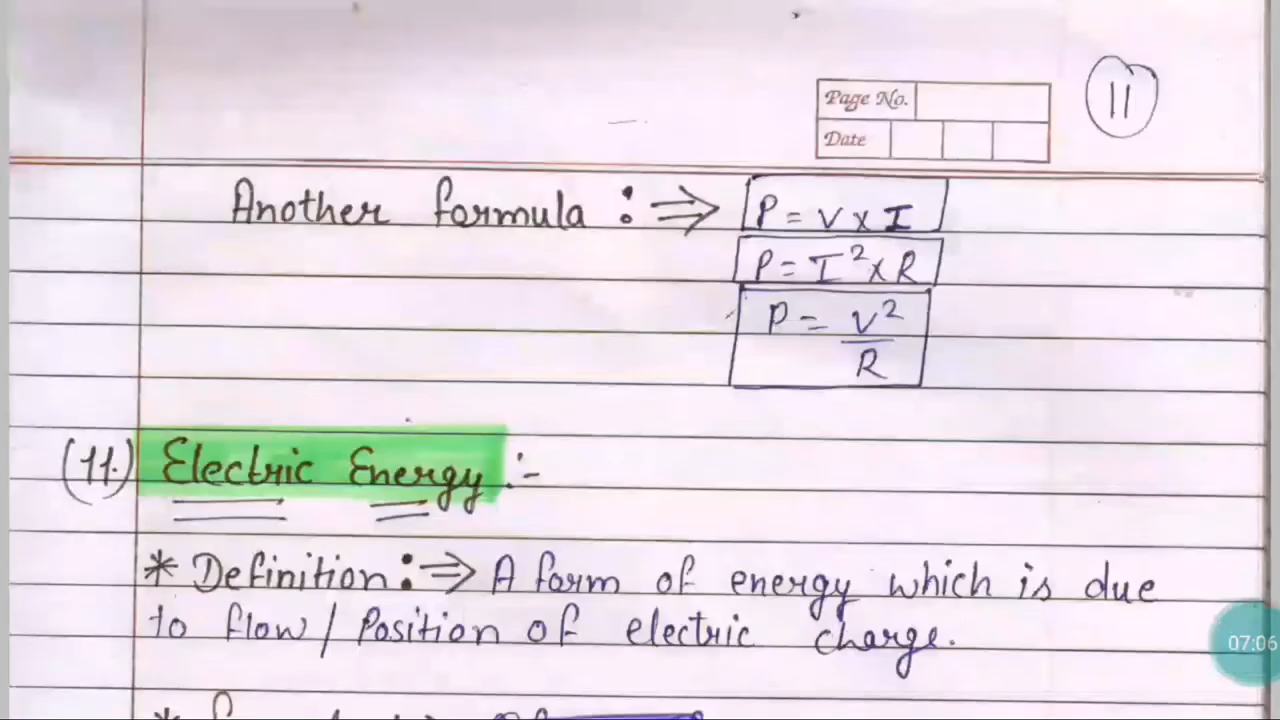 11
Page No.
Date
Another formula :⇒ P = V x I
P = I² x R
P = V²
R
(11.) Electric Energy :-
* Definition :⇒ A form of energy which is due
to flow / Position of electric charge.
07:06